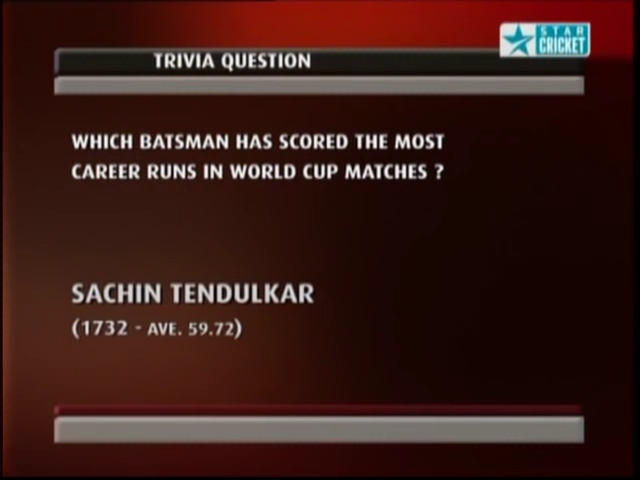 STAR
CRICKET
TRIVIA QUESTION
WHICH BATSMAN HAS SCORED THE MOST
CAREER RUNS IN WORLD CUP MATCHES ?
SACHIN TENDULKAR
(1732 - AVE. 59.72)